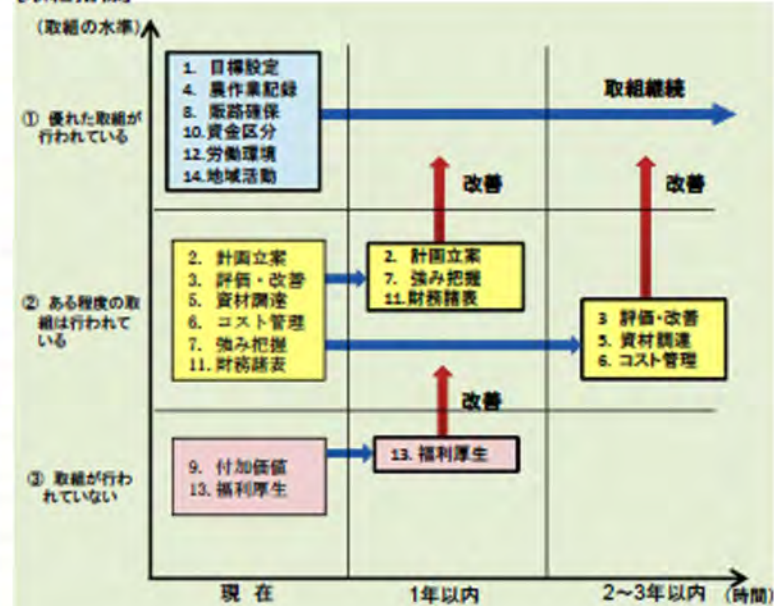 (取組の水準)
① 優れた取組が
行われている
1. 目標設定
4. 農作業記録
8. 販路確保
10.資金区分
12.労働環境
14.地域活動
取組継続
改善
改善
② ある程度の取
組は行われて
いる
2. 計画立案
3. 評価・改善
5. 資材調達
6. コスト管理
7. 強み把握
11. 財務諸表
2. 計画立案
7. 強み把握
11.財務諸表
3 評価・改善
5. 資材調達
6. コスト管理
改善
③ 取組が行わ
れていない
9. 付加価値
13. 福利厚生
13. 福利厚生
現 在
1年以内
2～3年以内
(時間)